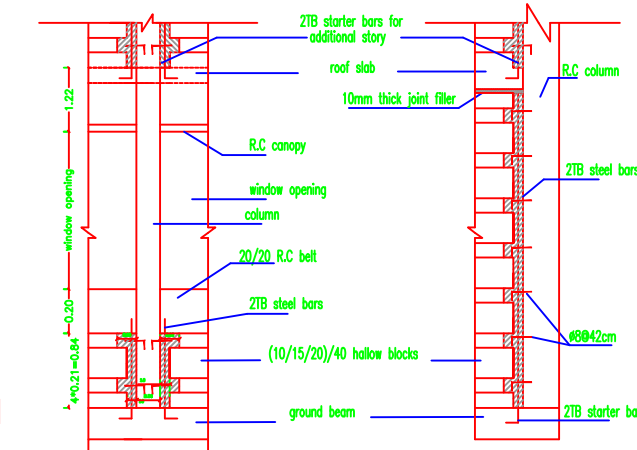 2TB starter bars for
additional story
roof slab
R.C column
10mm thick joint filler
1.22
R.C canopy
2TB steel bars
window opening
window opening
column
20/20 R.C belt
2TB steel bars
0.20
ø8@42cm
(10/15/20)/40 hallow blocks
4*0.21=0.84
ground beam
2TB starter ba